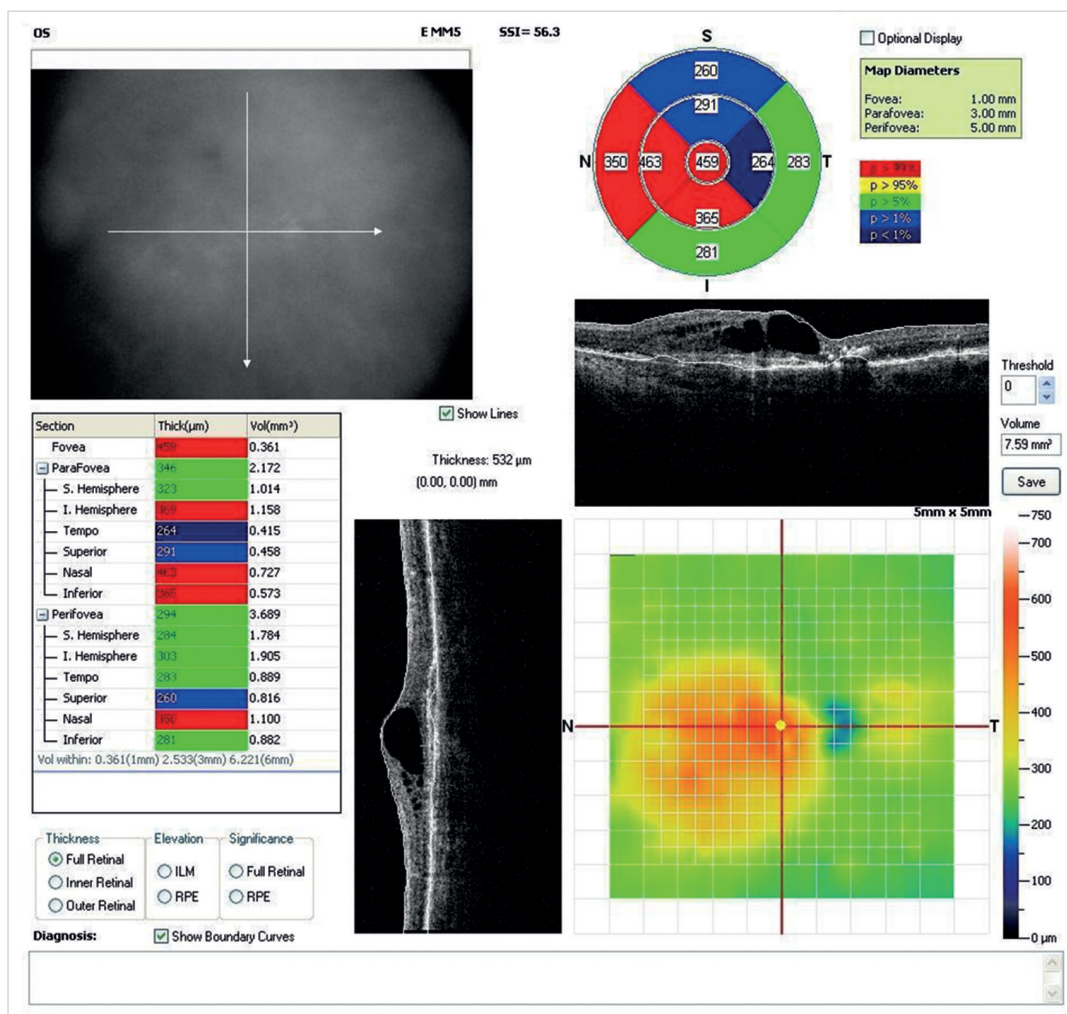 OS E MM5 SSI= 56.3
S
260
291
N 350 463 459 264 283 T
365
281
I
Optional Display
Map Diameters
Fovea: 1.00 mm
Parafovea: 3.00 mm
Perifovea: 5.00 mm
p > 95%
p > 5%
p > 1%
p < 1%
Threshold
0
Volume
7.59 mm³
Save
Show Lines
Thickness: 532 µm
(0.00, 0.00) mm
Section Thick(µm) Vol(mm³)
Fovea 459 0.361
ParaFovea 346 2.172
S. Hemisphere 323 1.014
I. Hemisphere 1.158
Tempo 264 0.415
Superior 291 0.458
Nasal 463 0.727
Inferior 365 0.573
Perifovea 294 3.689
S. Hemisphere 284 1.784
I. Hemisphere 303 1.905
Tempo 283 0.889
Superior 260 0.816
Nasal 350 1.100
Inferior 281 0.882
Vol within: 0.361(1mm) 2.533(3mm) 6.221(6mm)
5mm x 5mm
N T
750
700
600
500
400
300
200
100
0 µm
Thickness
Full Retinal
Inner Retinal
Outer Retinal
Elevation
ILM
RPE
Significance
Full Retinal
RPE
Diagnosis: Show Boundary Curves